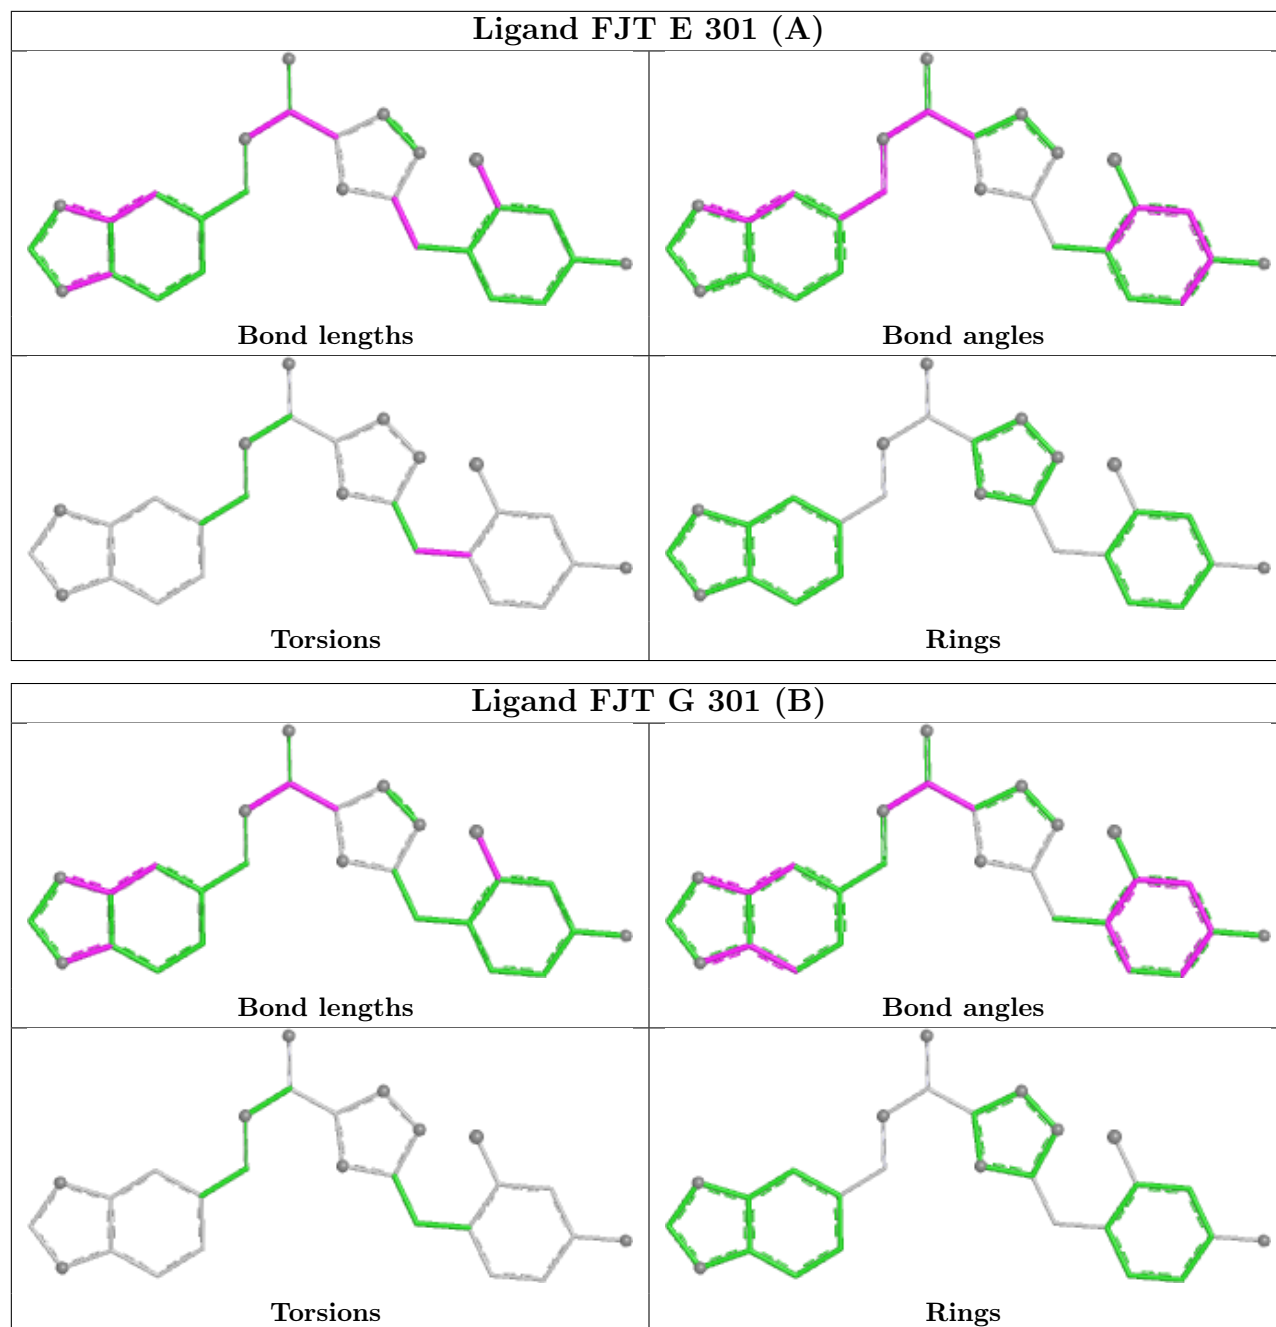 Ligand FJT E 301 (A)
Bond lengths
Bond angles
Torsions
Rings
Ligand FJT G 301 (B)
Bond lengths
Bond angles
Torsions
Rings